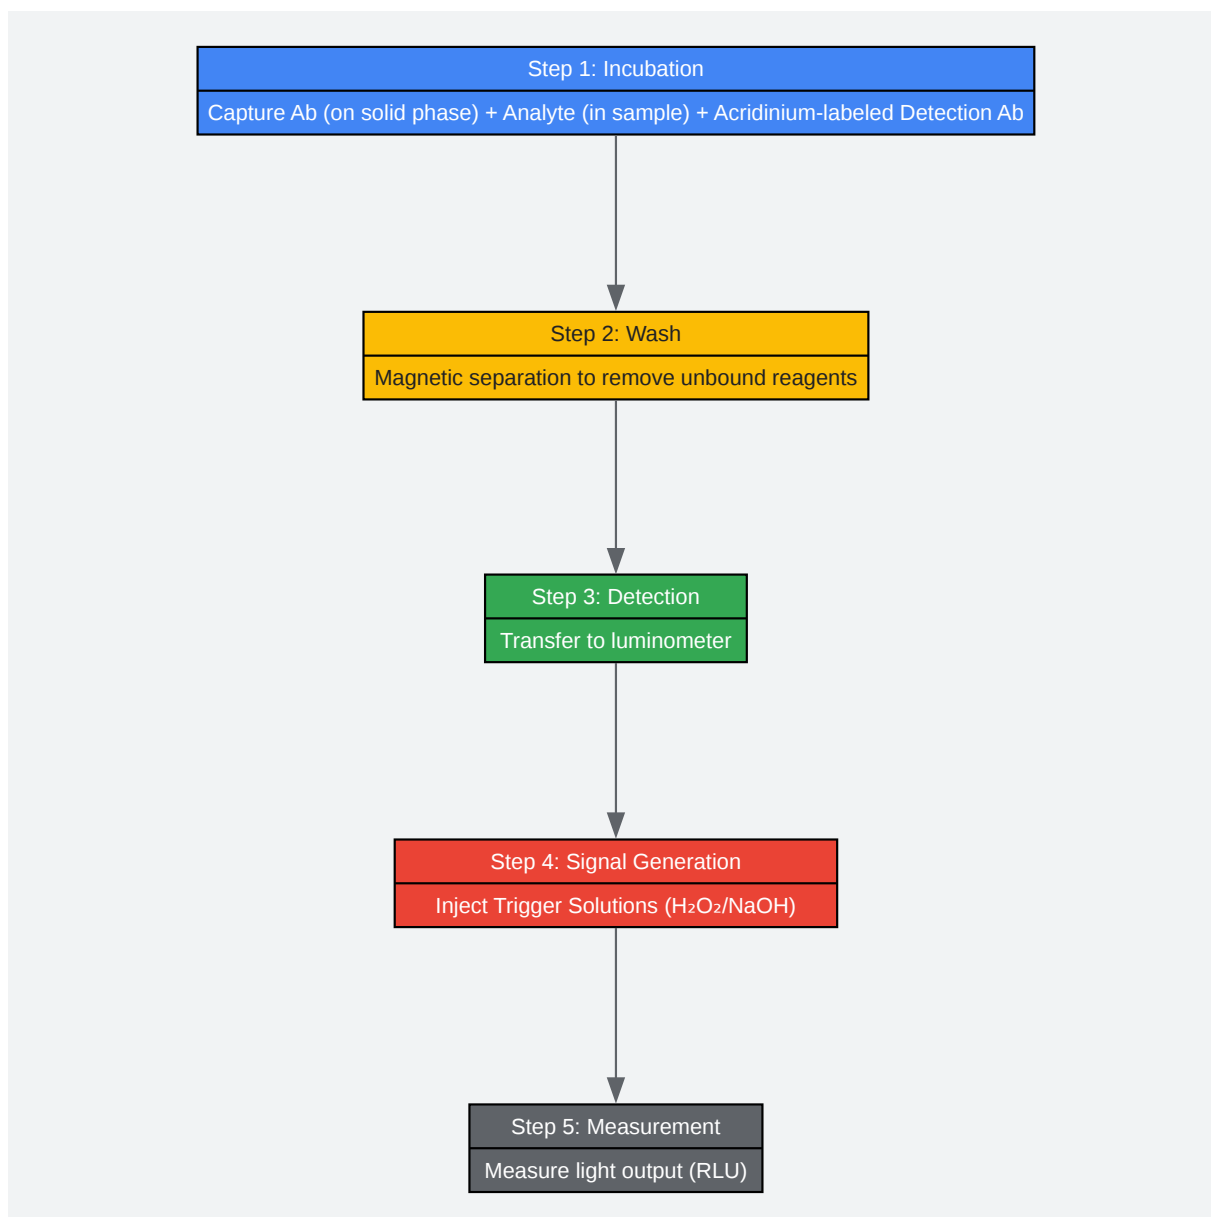 Step 1: Incubation
Capture Ab (on solid phase) + Analyte (in sample) + Acridinium-labeled Detection Ab
Step 2: Wash
Magnetic separation to remove unbound reagents
Step 3: Detection
Transfer to luminometer
Step 4: Signal Generation
Inject Trigger Solutions (H₂O₂/NaOH)
Step 5: Measurement
Measure light output (RLU)